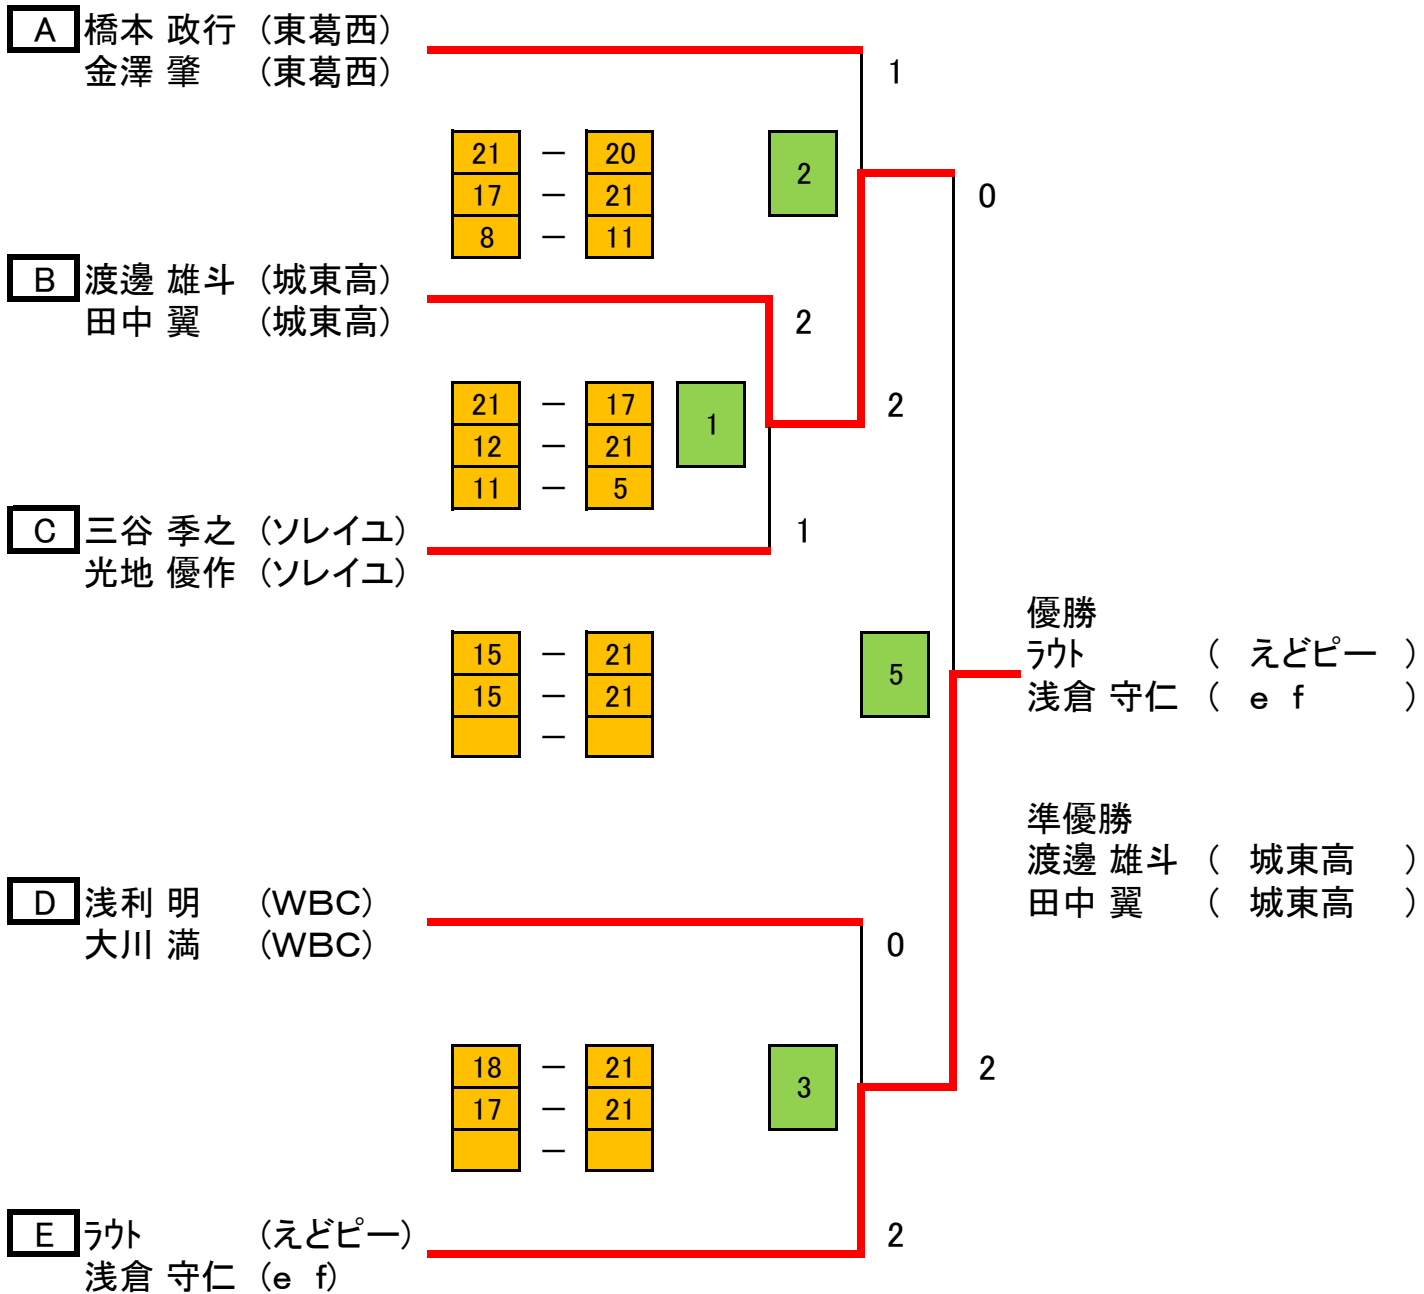 A 橋本 政行 (東葛西)
金澤 肇 (東葛西)
1
21 － 20
17 － 21
8 － 11
2
0
B 渡邊 雄斗 (城東高)
田中 翼 (城東高)
2
21 － 17
12 － 21
11 － 5
1
2
C 三谷 季之 (ソレイユ)
光地 優作 (ソレイユ)
1
15 － 21
15 － 21
－
5
優勝
ﾗｳﾄ ( えどピー )
浅倉 守仁 ( ｅ ｆ )
準優勝
渡邊 雄斗 ( 城東高 )
田中 翼 ( 城東高 )
D 浅利 明 (WBC)
大川 満 (WBC)
0
18 － 21
17 － 21
－
3
2
E ﾗｳﾄ (えどピー)
浅倉 守仁 (ｅ ｆ)
2